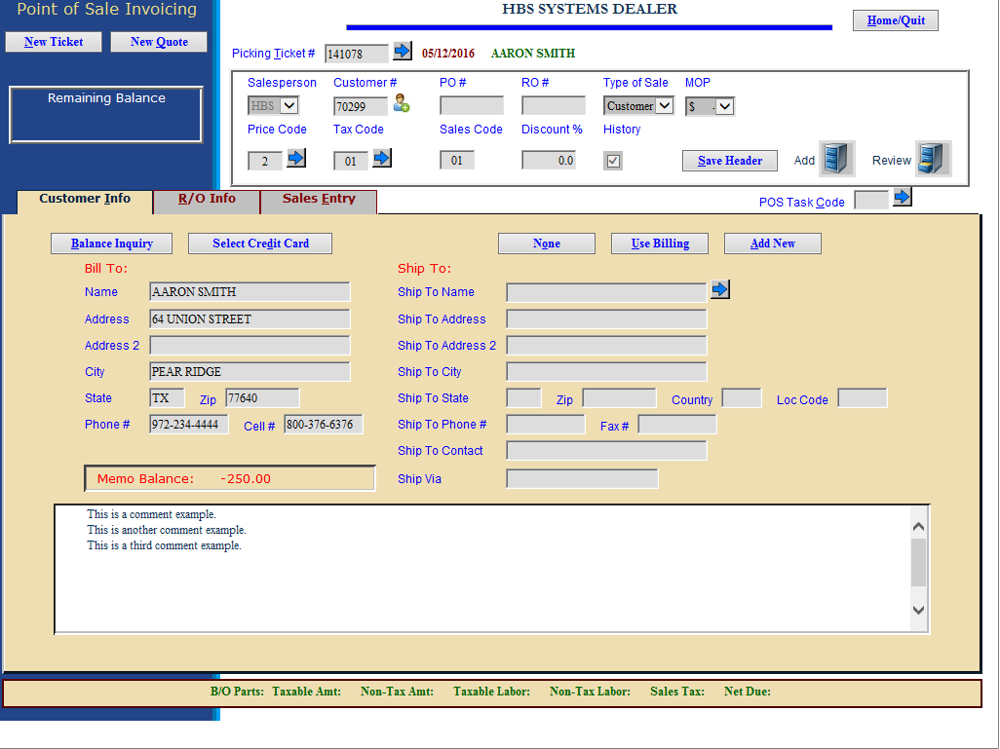 Point of Sale Invoicing
HBS SYSTEMS DEALER
Home/Quit
New Ticket New Quote
Picking Ticket # 141078 05/12/2016 AARON SMITH
Remaining Balance
Salesperson Customer # PO # RO # Type of Sale MOP
HBS 70299 Customer $ .
Price Code Tax Code Sales Code Discount % History
2 01 01 0.0 Save Header Add Review
Customer Info R/O Info Sales Entry
POS Task Code
Balance Inquiry Select Credit Card None Use Billing Add New
Bill To: Ship To:
Name AARON SMITH Ship To Name
Address 64 UNION STREET Ship To Address
Address 2 Ship To Address 2
City PEAR RIDGE Ship To City
State TX Zip 77640 Ship To State Zip Country Loc Code
Phone # 972-234-4444 Cell # 800-376-6376 Ship To Phone # Fax #
Ship To Contact
Memo Balance: -250.00 Ship Via
This is a comment example.
This is another comment example.
This is a third comment example.
B/O Parts: Taxable Amt: Non-Tax Amt: Taxable Labor: Non-Tax Labor: Sales Tax: Net Due: